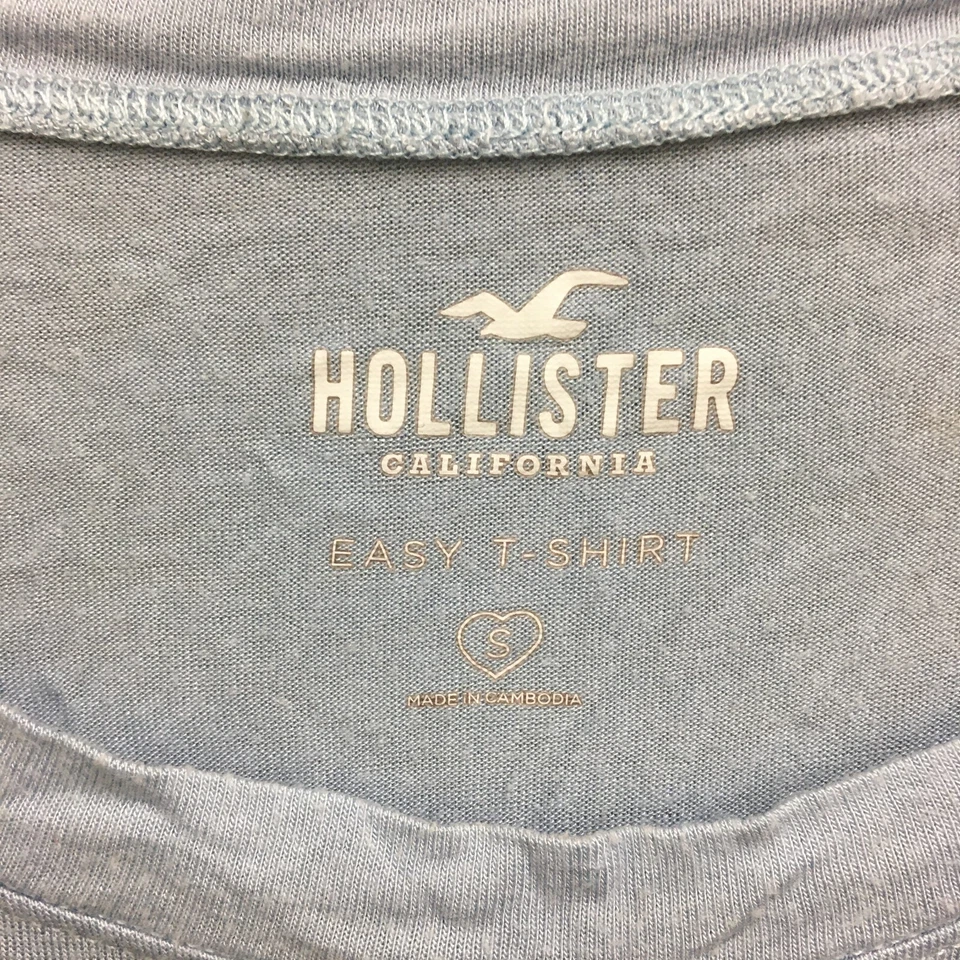 HOLLISTER
CALIFORNIA
EASY T-SHIRT
S
MADE IN CAMBODIA